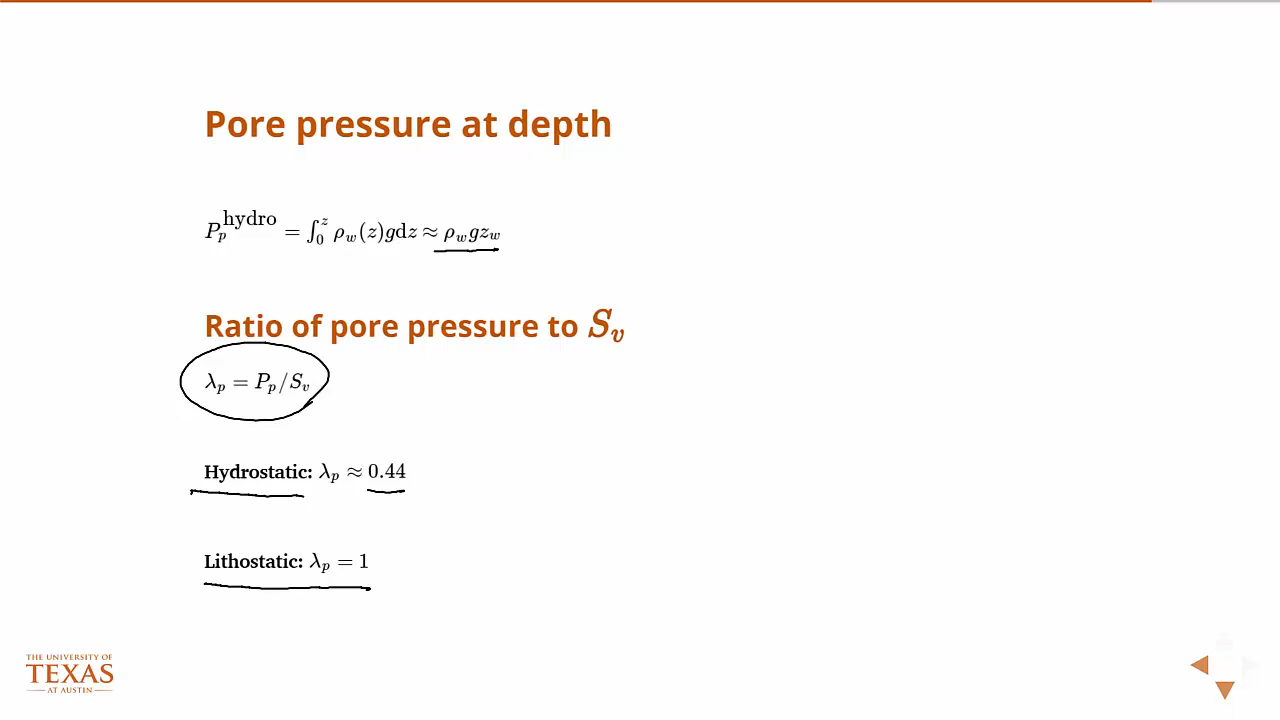 Pore pressure at depth
P_p^hydro = ∫_0^z ρ_w(z)gdz ≈ ρ_w g z_w
Ratio of pore pressure to S_v
λ_p = P_p/S_v
Hydrostatic: λ_p ≈ 0.44
Lithostatic: λ_p = 1
THE UNIVERSITY OF
TEXAS
AT AUSTIN